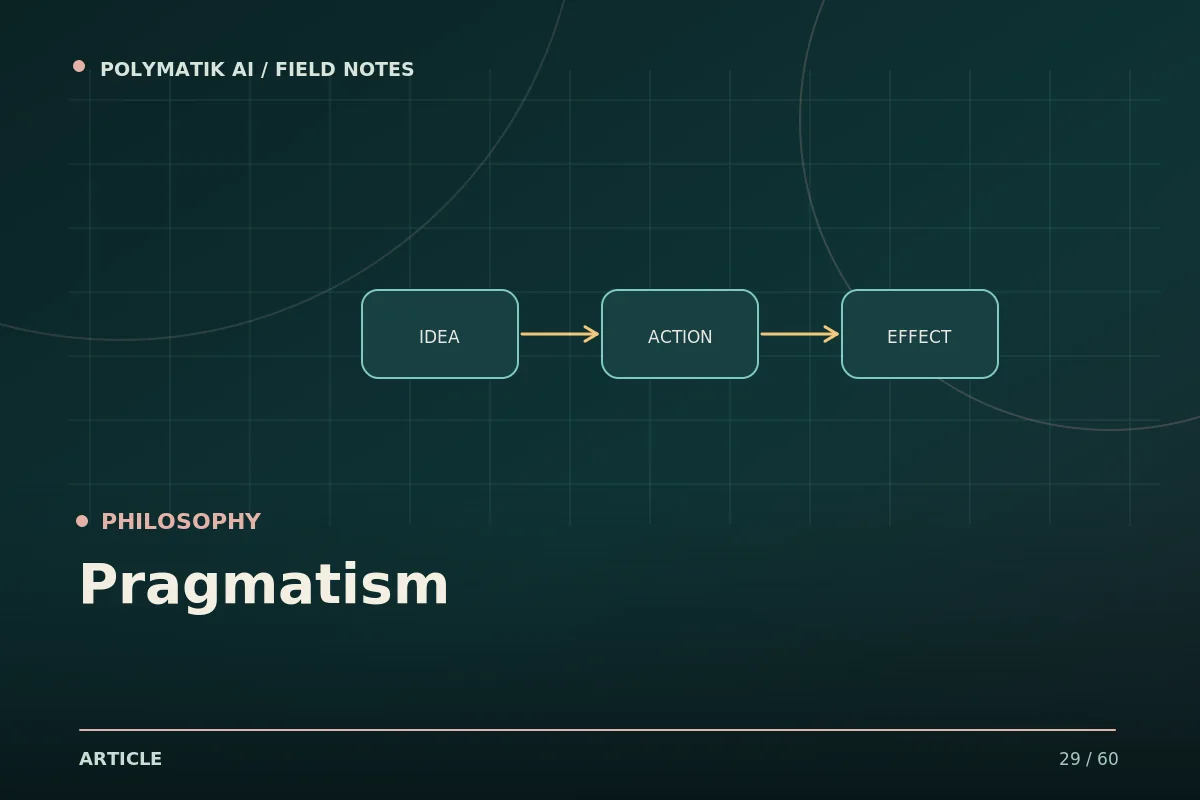 POLYMATIK AI / FIELD NOTES
IDEA
ACTION
EFFECT
PHILOSOPHY
Pragmatism
ARTICLE
29 / 60